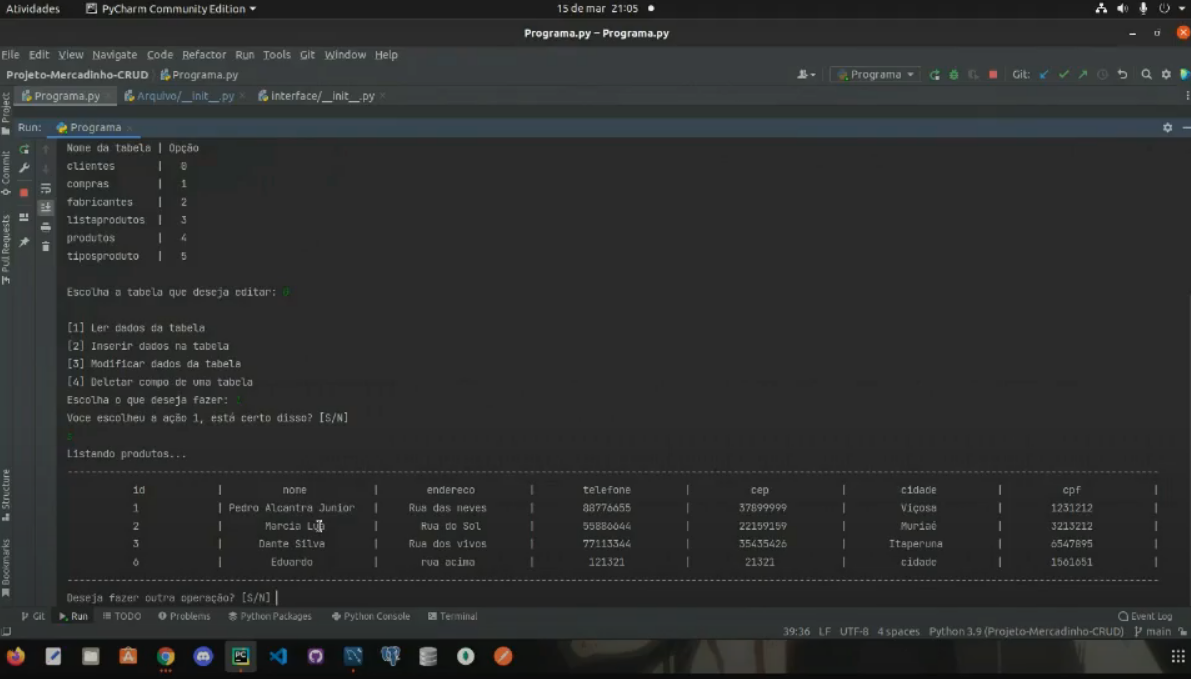 Atividades PyCharm Community Edition 15 de mar 21:05
Programa.py – Programa.py
File Edit View Navigate Code Refactor Run Tools Git Window Help
Projeto-Mercadinho-CRUD Programa.py Programa Git:
Programa.py Arquivo/__init__.py interface/__init__.py
Run: Programa
Nome da tabela | Opção
clientes | 0
compras | 1
fabricantes | 2
listaprodutos | 3
produtos | 4
tiposproduto | 5
Escolha a tabela que deseja editar: 0
[1] Ler dados da tabela
[2] Inserir dados na tabela
[3] Modificar dados da tabela
[4] Deletar campo de uma tabela
Escolha o que deseja fazer:
Voce escolheu a ação 1, está certo disso? [S/N]
Listando produtos...
id | nome | endereco | telefone | cep | cidade | cpf |
1 | Pedro Alcantra Junior | Rua das neves | 88776655 | 37899999 | Viçosa | 1231212 |
2 | Marcia | Rua do Sol | 55886644 | 22159159 | Muriaé | 3213212 |
3 | Dante Silva | Rua dos vivos | 77113344 | 35435426 | Itaperuna | 6547895 |
6 | Eduardo | rua acima | 121321 | 21321 | cidade | 1561651 |
Deseja fazer outra operação? [S/N]
Project
Commit
Pull Requests
Structure
Bookmarks
Git Run TODO Problems Python Packages Python Console Terminal Event Log
39:36 LF UTF-8 4 spaces Python 3.9 (Projeto-Mercadinho-CRUD) main